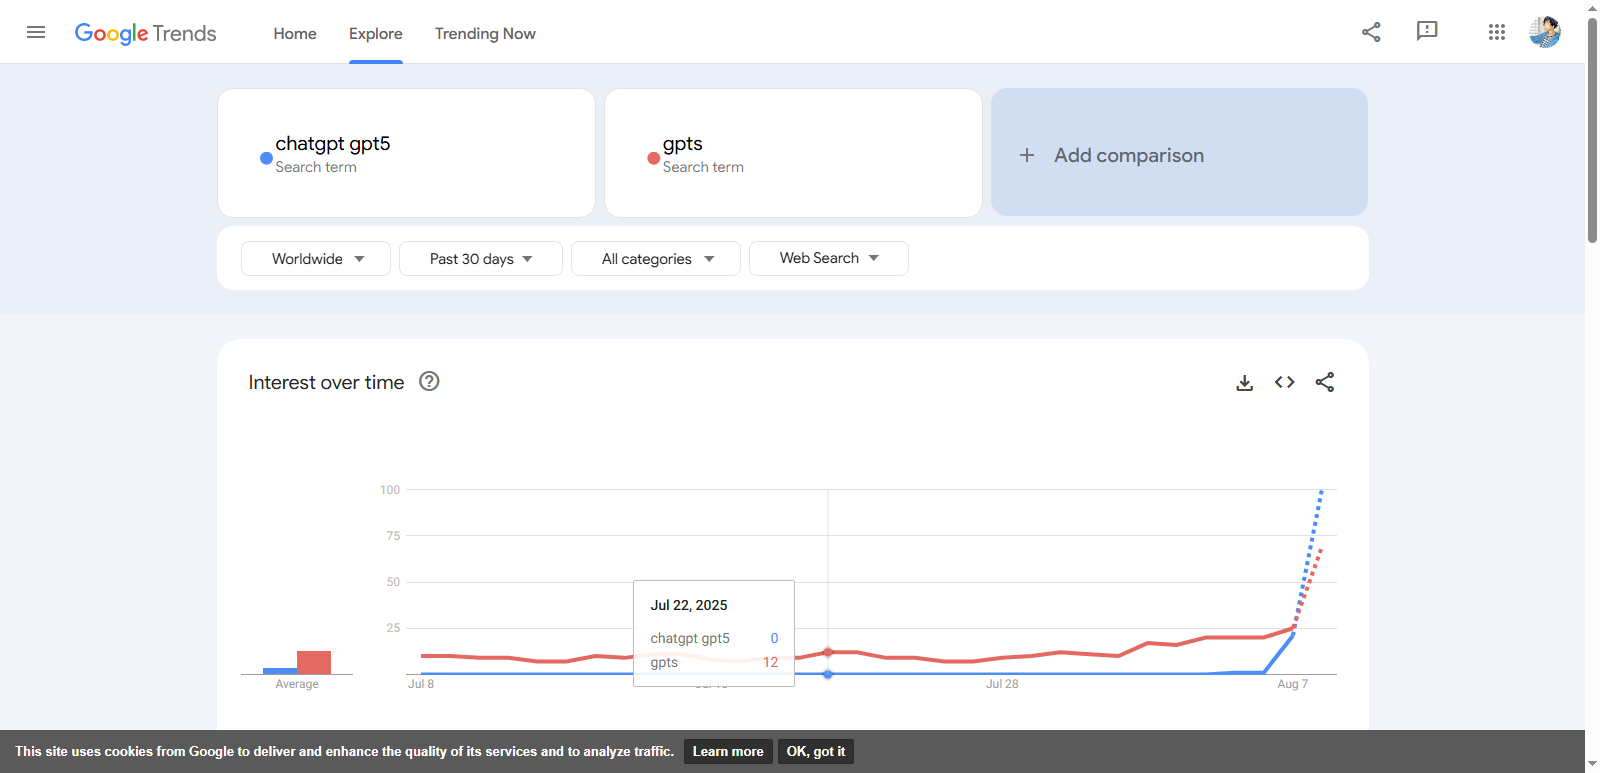 Google Trends
Home
Explore
Trending Now
chatgpt gpt5
Search term
gpts
Search term
+ Add comparison
Worldwide
Past 30 days
All categories
Web Search
Interest over time
100
75
50
25
Jul 22, 2025
chatgpt gpt5 0
gpts 12
Average
Jul 8
Jul 28
Aug 7
This site uses cookies from Google to deliver and enhance the quality of its services and to analyze traffic.
Learn more
OK, got it